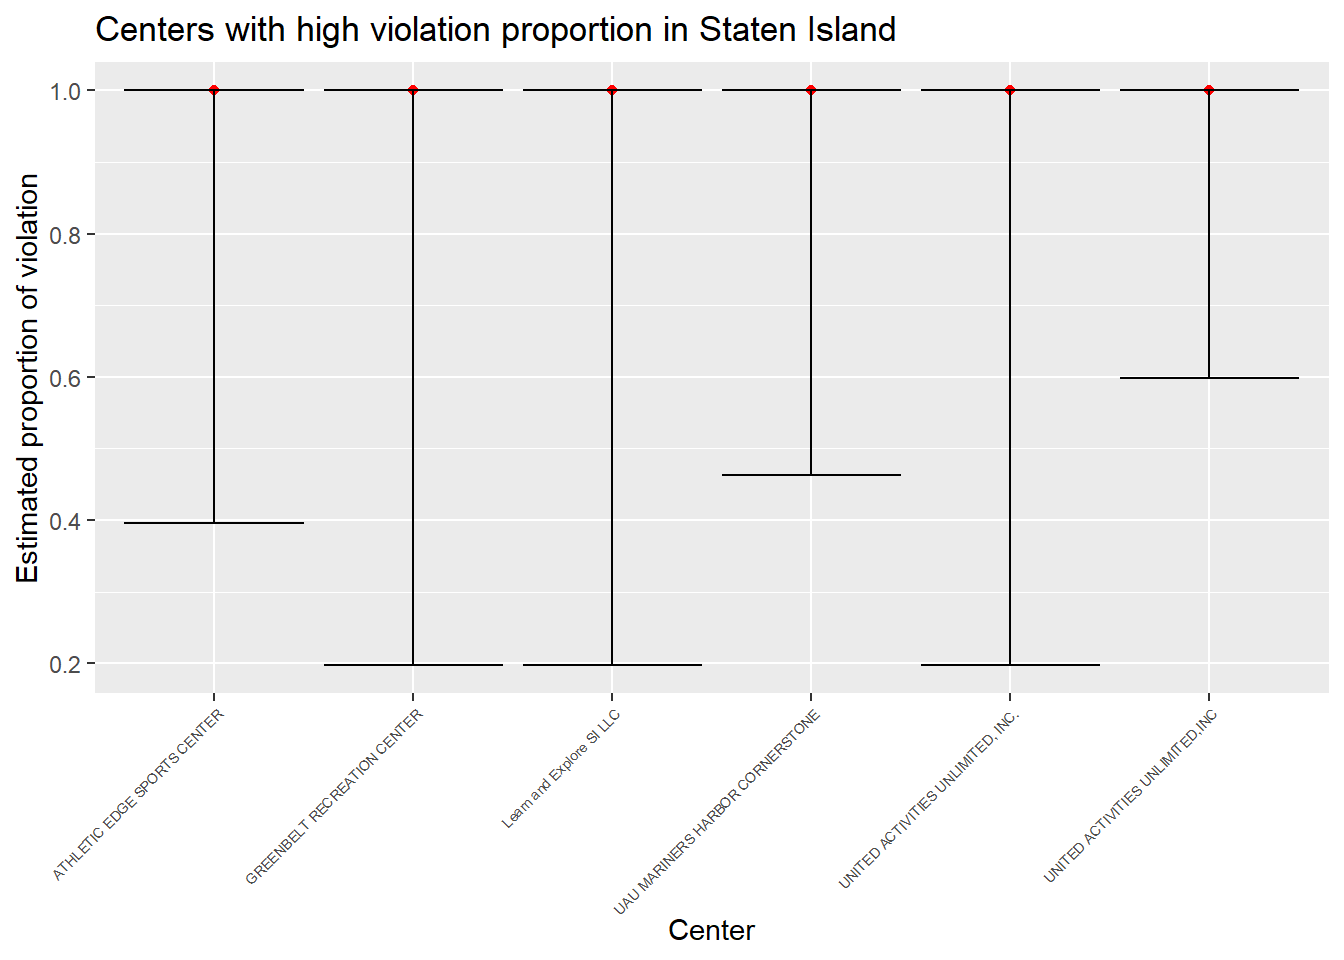 Centers with high violation proportion in Staten Island
Estimated proportion of violation
1.0
0.8
0.6
0.4
0.2
ATHLETIC EDGE SPORTS CENTER
GREENBELT RECREATION CENTER
Learn and Explore SI LLC
UAU MARINERS HARBOR CORNERSTONE
UNITED ACTIVITIES UNLIMITED, INC.
UNITED ACTIVITIES UNLIMITED,INC
Center